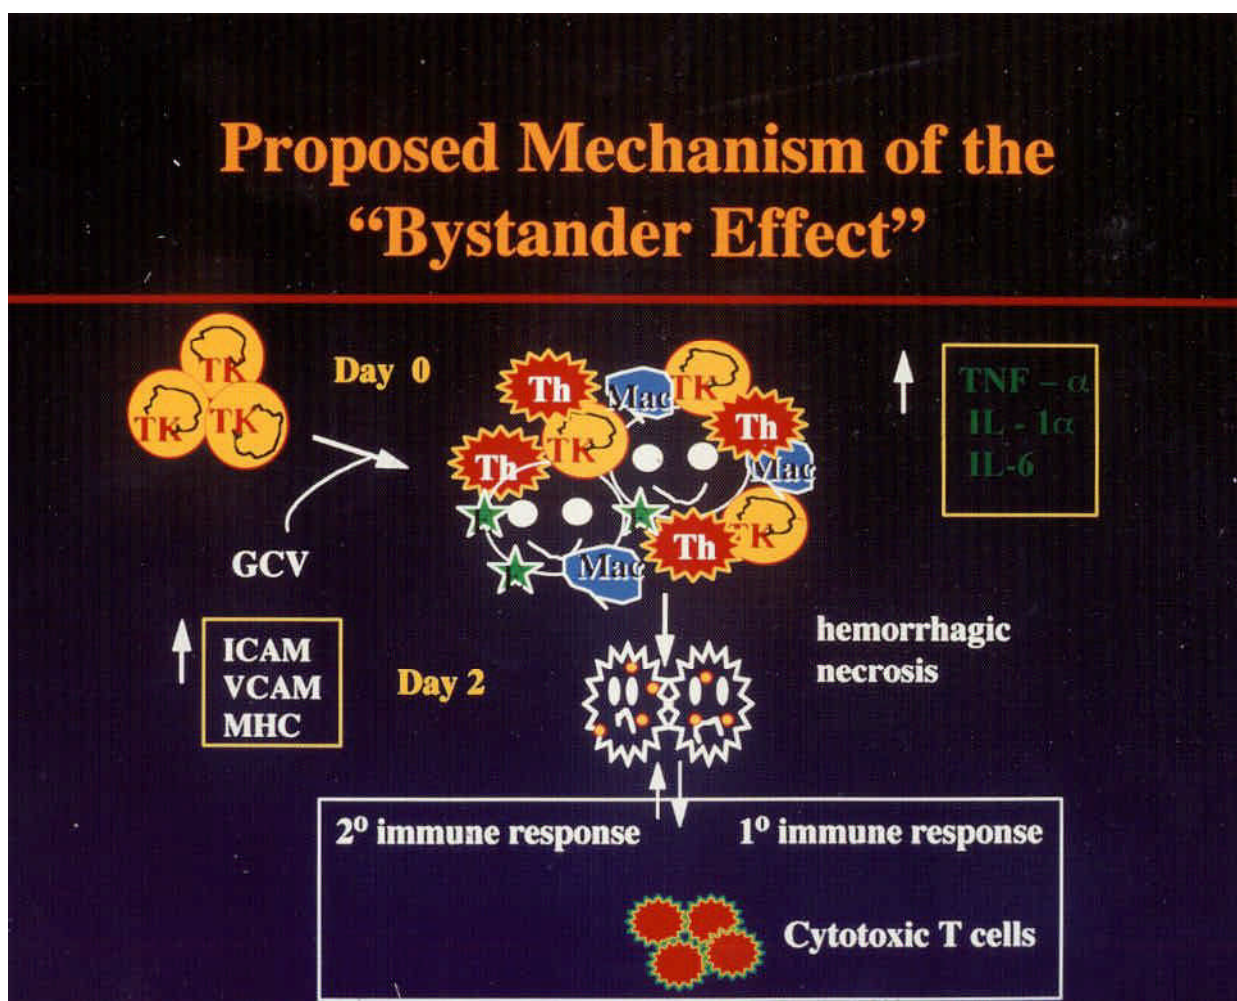 Proposed Mechanism of the
“Bystander Effect”
TK
TK TK
Day 0
GCV
Th
Mac
TK
Th
TK
Th
Mac
Th
TK
Mac
TNF – α
IL - 1α
IL-6
ICAM
VCAM
MHC
Day 2
hemorrhagic
necrosis
2⁰ immune response
1⁰ immune response
Cytotoxic T cells